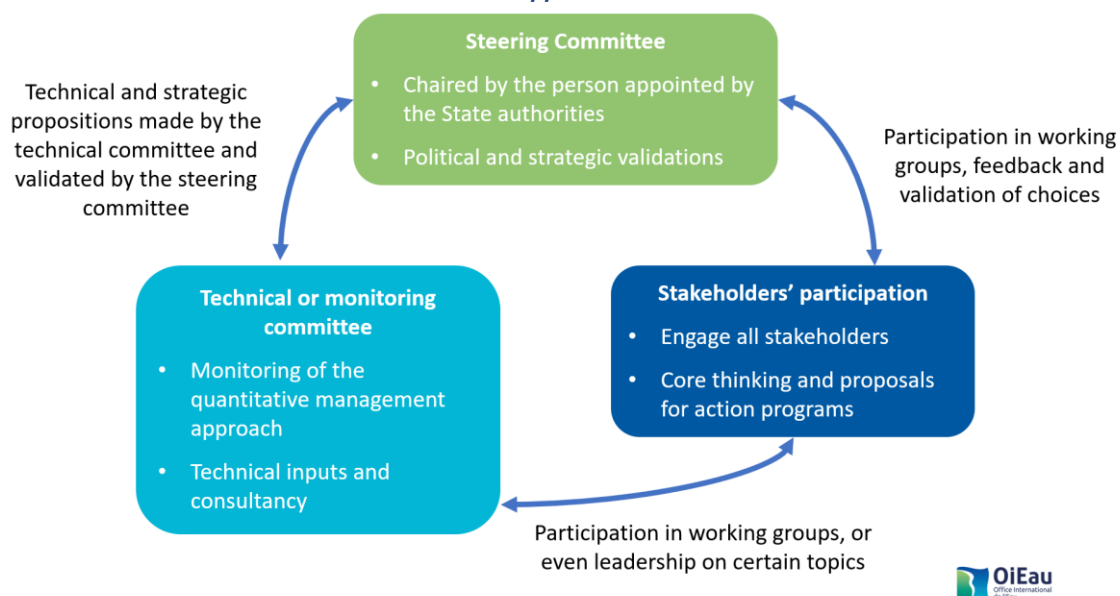 Steering Committee
• Chaired by the person appointed by
the State authorities
• Political and strategic validations
Technical and strategic
propositions made by the
technical committee and
validated by the steering
committee
Participation in working
groups, feedback and
validation of choices
Technical or monitoring
committee
• Monitoring of the
quantitative management
approach
• Technical inputs and
consultancy
Stakeholders’ participation
• Engage all stakeholders
• Core thinking and proposals
for action programs
Participation in working groups, or
even leadership on certain topics
OiEau
Office International